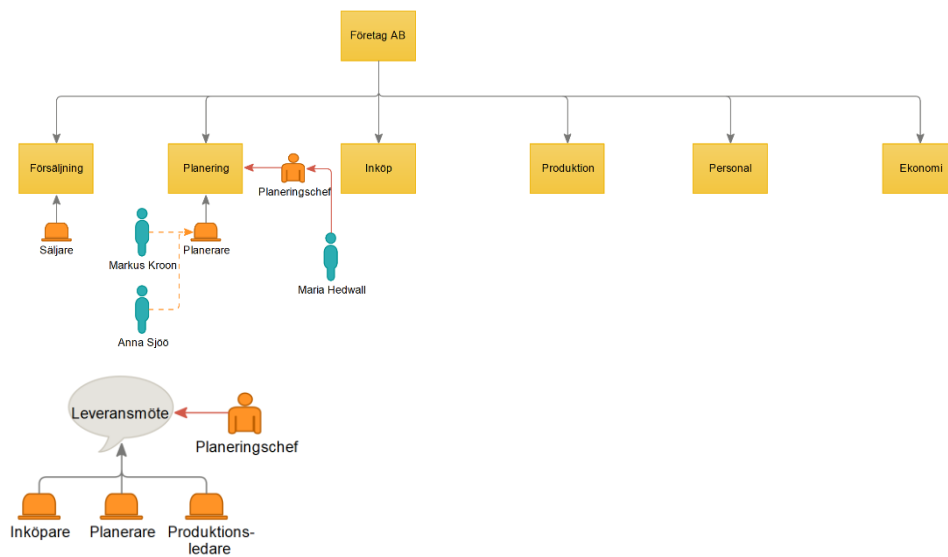 Företag AB
Försäljning
Planering
Inköp
Produktion
Personal
Ekonomi
Planeringschef
Säljare
Markus Kroon
Planerare
Maria Hedwall
Anna Sjöö
Leveransmöte
Planeringschef
Inköpare
Planerare
Produktions-
ledare